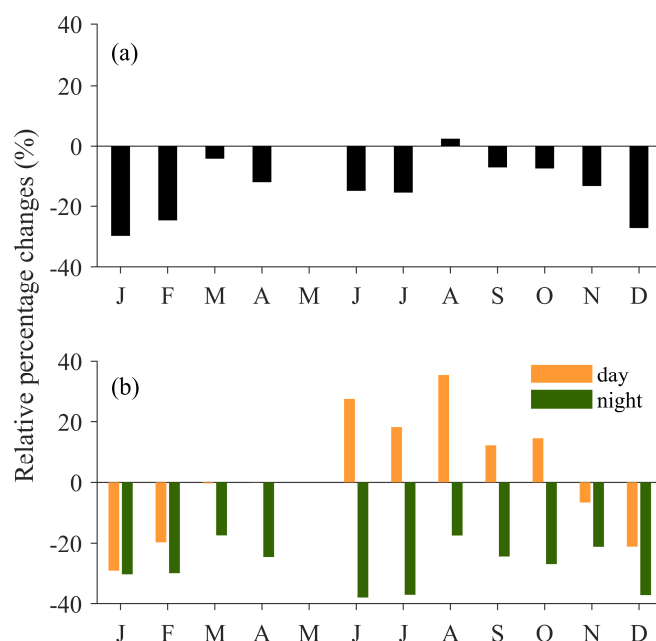 Relative percentage changes (%)
(a)
40
20
0
-20
-40
J F M A M J J A S O N D
(b)
day
night
40
20
0
-20
-40
J F M A M J J A S O N D